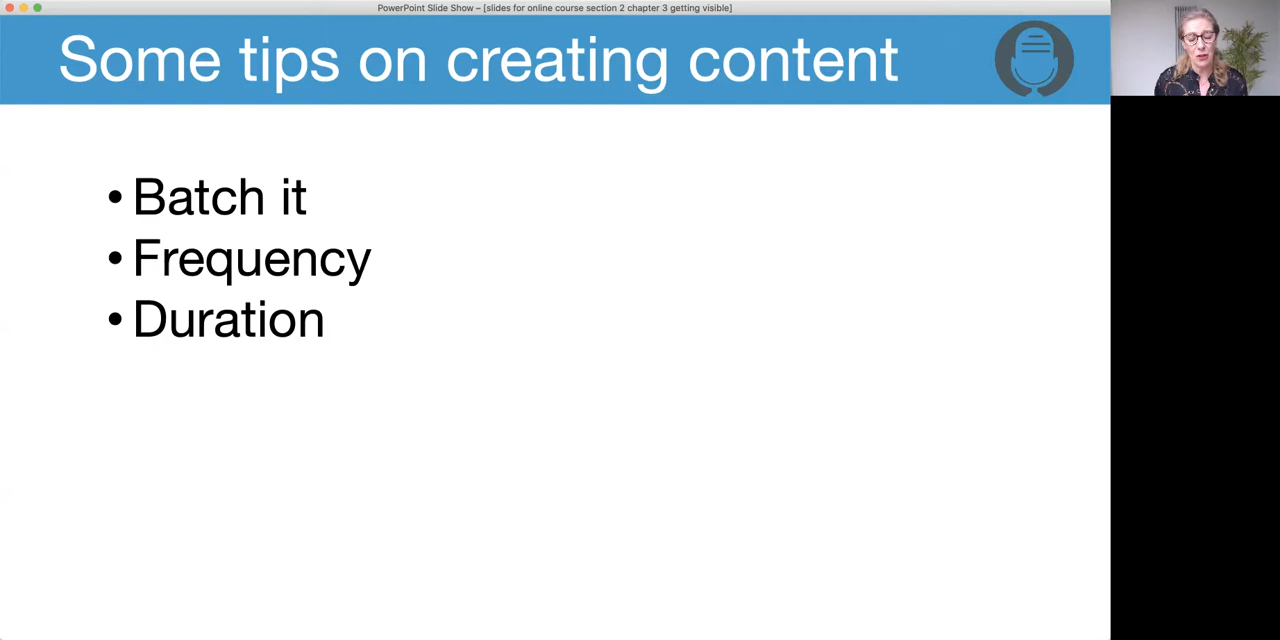 PowerPoint Slide Show – [slides for online course section 2 chapter 3 getting visible]
Some tips on creating content
• Batch it
• Frequency
• Duration